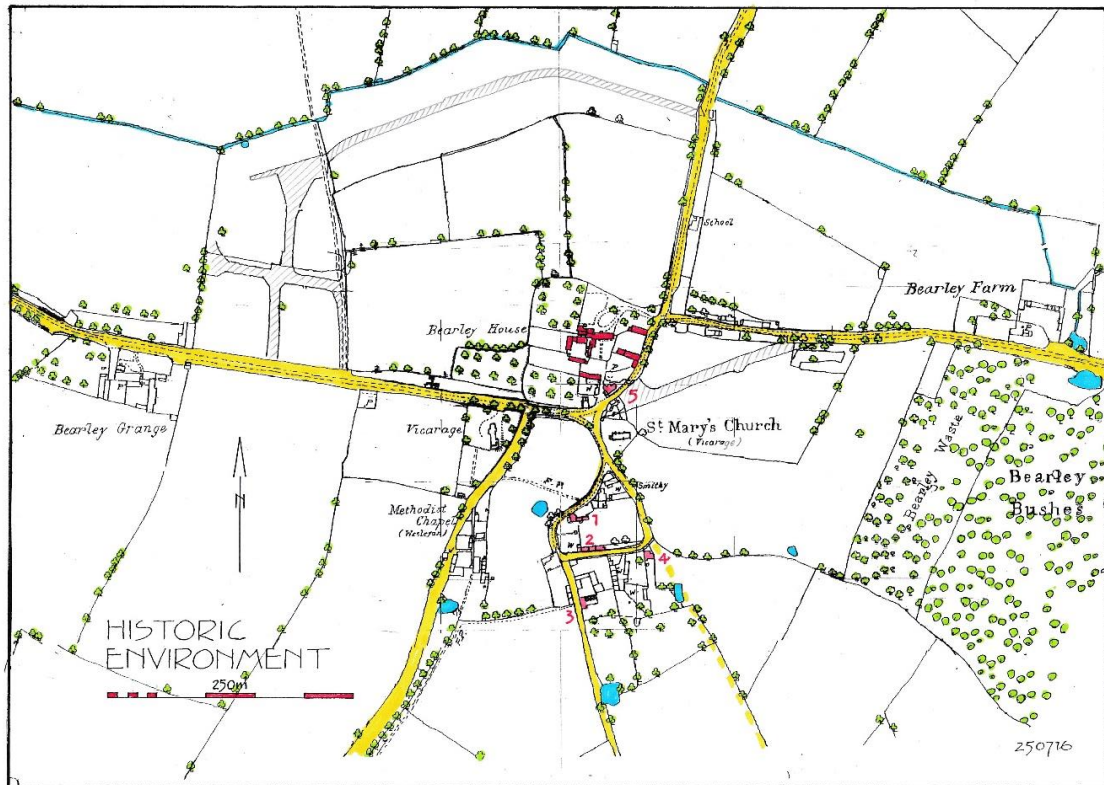 School
Bearley Farm
Bearley House
5
Bearley Grange
Vicarage
St. Mary's Church
(Vicarage)
Bearley Waste
Bearley
Bushes
N
F.P.
Smithy
Methodist
Chapel
(Wesleyan)
1
2
4
3
HISTORIC
ENVIRONMENT
250m
250716